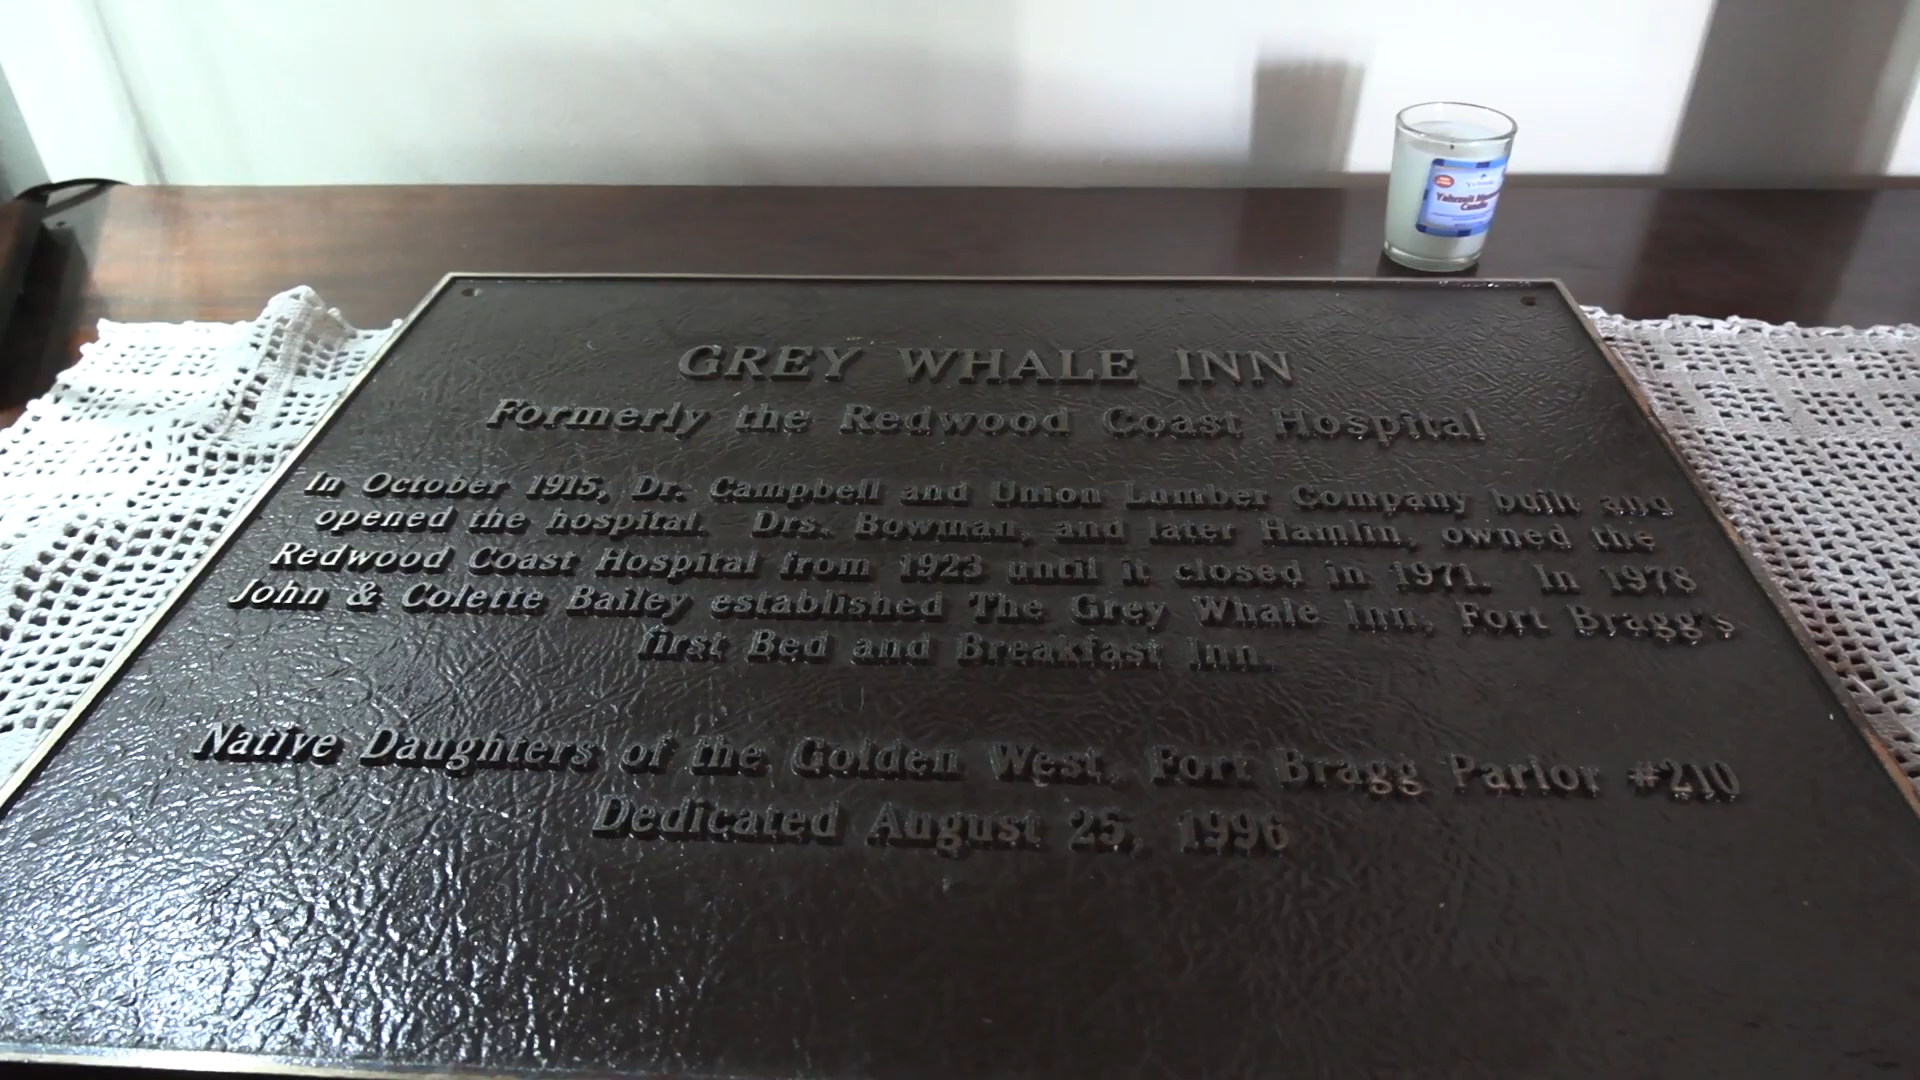 GREY WHALE INN
Formerly the Redwood Coast Hospital
In October 1915, Dr. Campbell and Union Lumber Company built and
opened the hospital. Drs. Bowman, and later Hamlin, owned the
Redwood Coast Hospital from 1923 until it closed in 1971. In 1978
John & Colette Bailey established The Grey Whale Inn, Fort Bragg's
first Bed and Breakfast Inn.
Native Daughters of the Golden West, Fort Bragg Parlor #210
Dedicated August 25, 1996
Yahrzeit
Candle